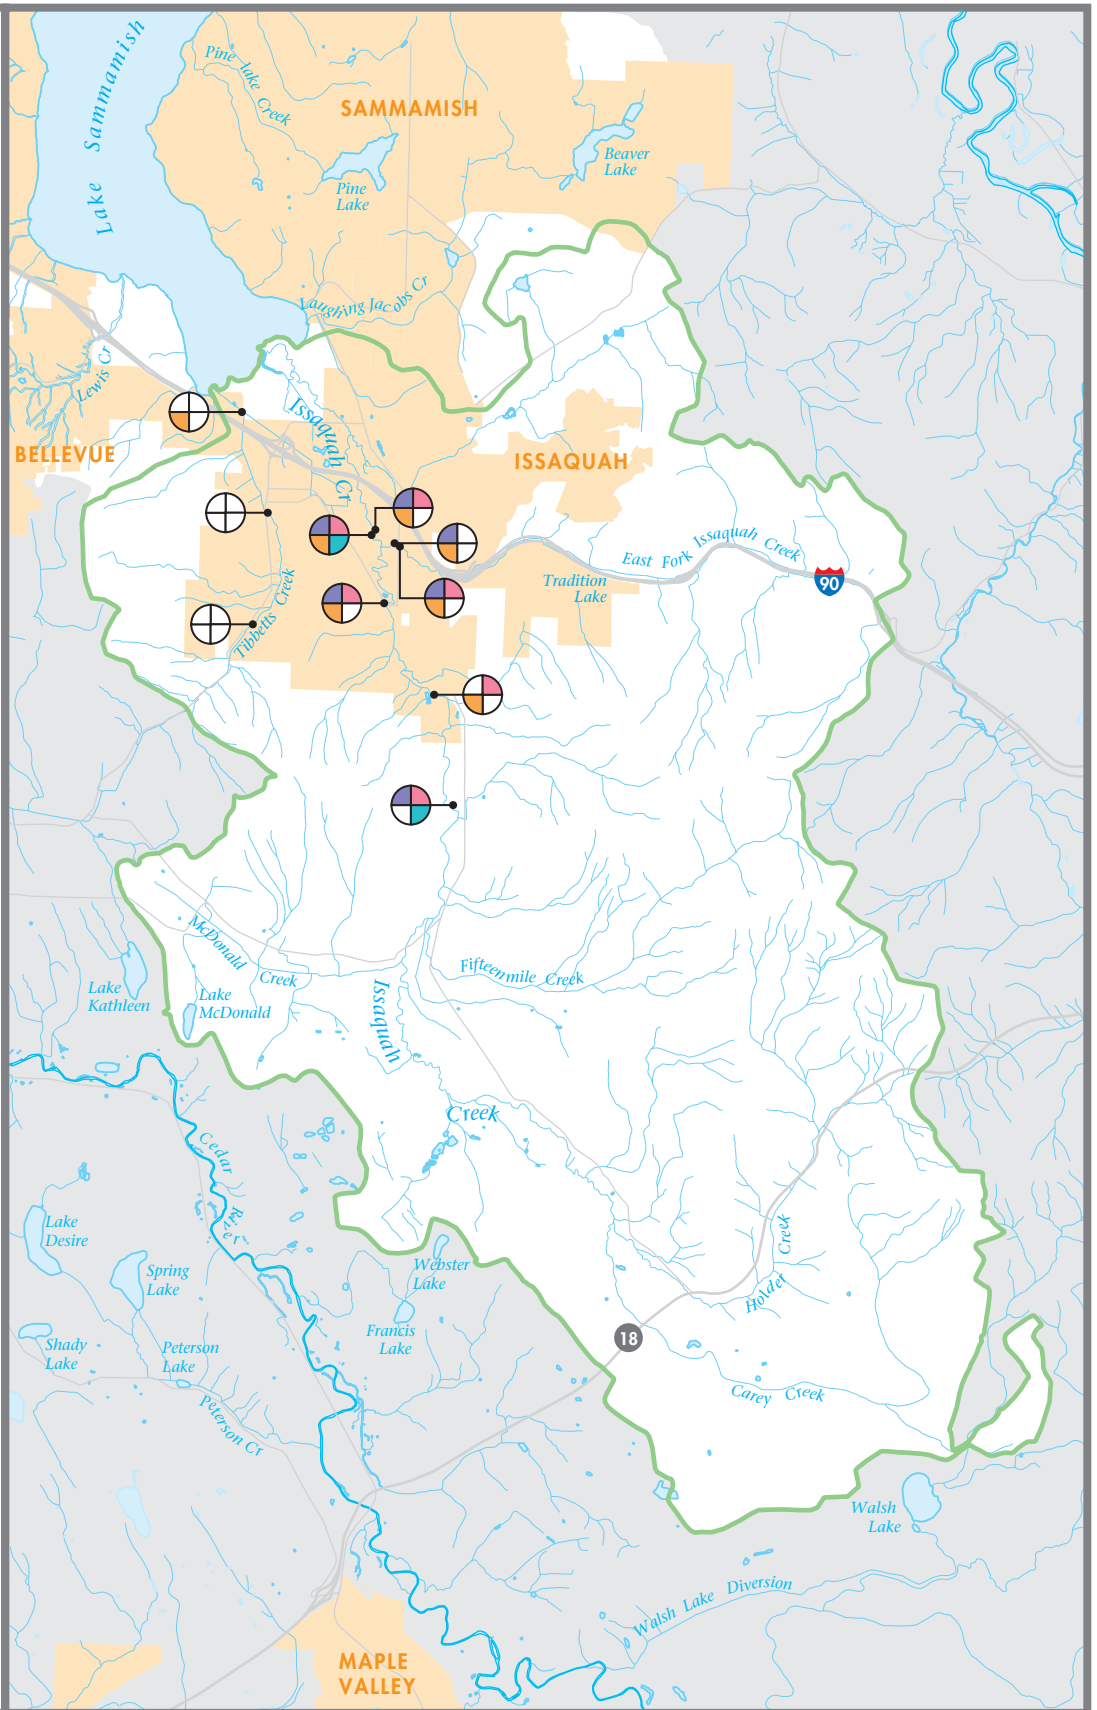 Pine lake Creek
Lake Sammamish
SAMMAMISH
Beaver
Lake
Pine
Lake
Laughing Jacobs Cr
Lewis Cr
Issaquah Cr
BELLEVUE
ISSAQUAH
East Fork Issaquah Creek
Tradition
Lake
90
Tibbetts Creek
McDonald Creek
Fifteenmile Creek
Lake
Kathleen
Lake
McDonald
Issaquah
Creek
Cedar
River
Lake
Desire
Creek
Holder
Webster
Lake
Spring
Lake
Francis
Lake
18
Shady
Lake
Peterson
Lake
Carey Creek
Peterson Cr
Walsh
Lake
Walsh Lake Diversion
MAPLE
VALLEY